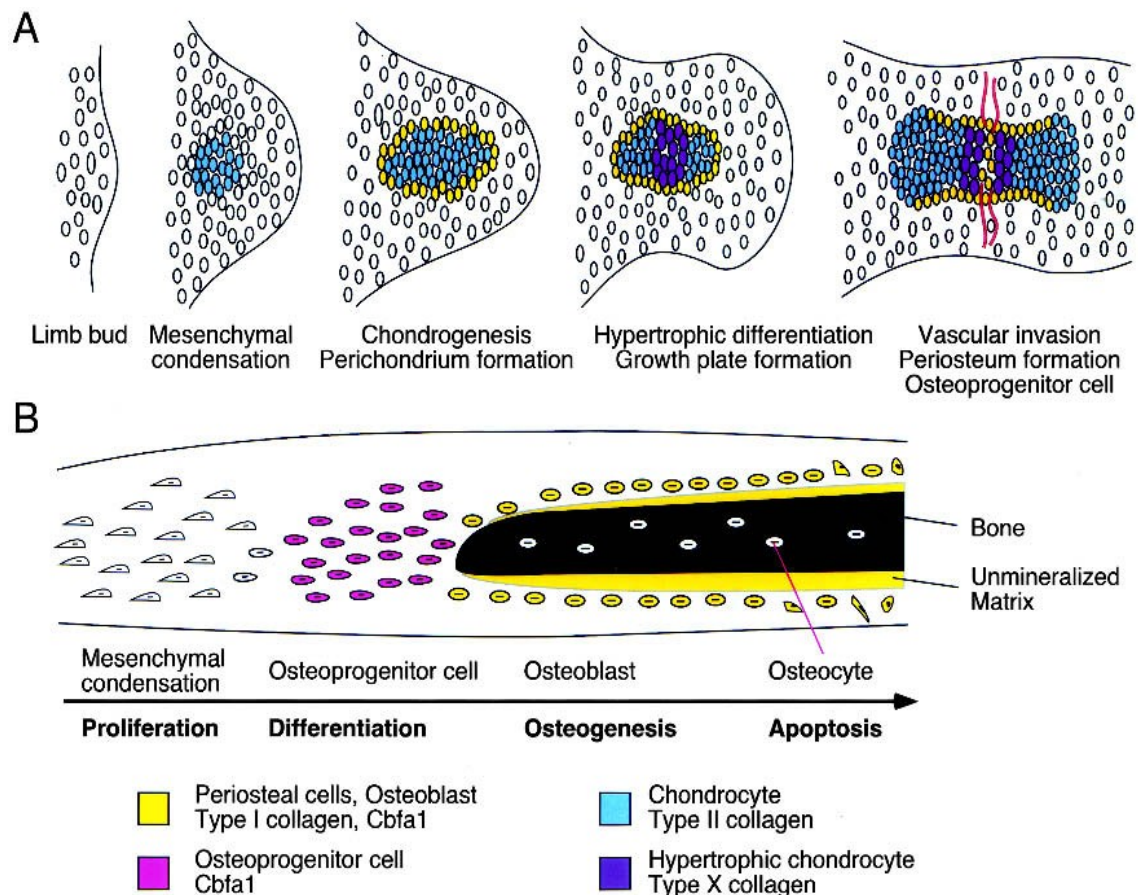 A
Limb bud
Mesenchymal
condensation
Chondrogenesis
Perichondrium formation
Hypertrophic differentiation
Growth plate formation
Vascular invasion
Periosteum formation
Osteoprogenitor cell
B
Bone
Unmineralized
Matrix
Mesenchymal
condensation
Osteoprogenitor cell
Osteoblast
Osteocyte
Proliferation
Differentiation
Osteogenesis
Apoptosis
Periosteal cells, Osteoblast
Type I collagen, Cbfa1
Osteoprogenitor cell
Cbfa1
Chondrocyte
Type II collagen
Hypertrophic chondrocyte
Type X collagen